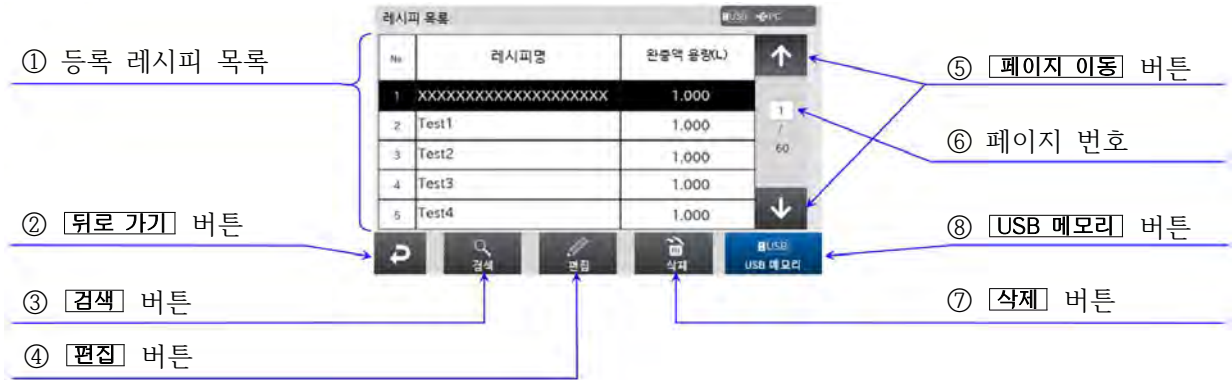 레시피 목록
USB PC
① 등록 레시피 목록
No. 레시피명 완충액 용량(L)
1 XXXXXXXXXXXXXXXXXXXX 1.000
2 Test1 1.000
3 Test2 1.000
4 Test3 1.000
5 Test4 1.000
1
/
60
⑤ 페이지 이동 버튼
⑥ 페이지 번호
② 뒤로 가기 버튼
⑧ USB 메모리 버튼
검색
편집
삭제
USB
USB 메모리
③ 검색 버튼
⑦ 삭제 버튼
④ 편집 버튼